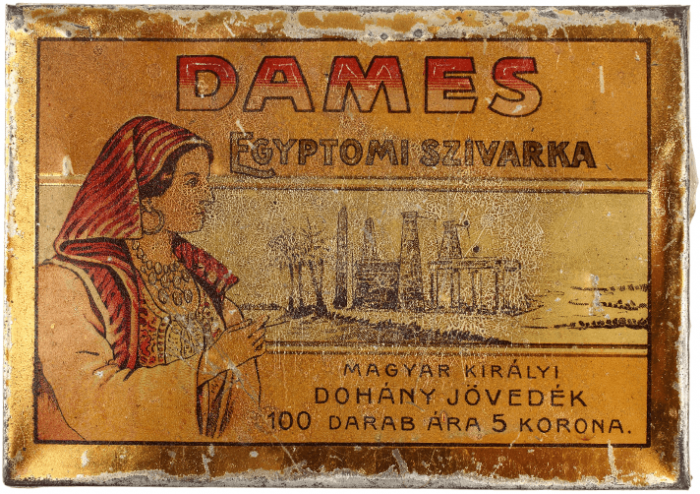 DAMES
EGYPTOMI SZIVARKA
MAGYAR KIRÁLYI
DOHÁNY JÖVEDÉK
100 DARAB ÁRA 5 KORONA.